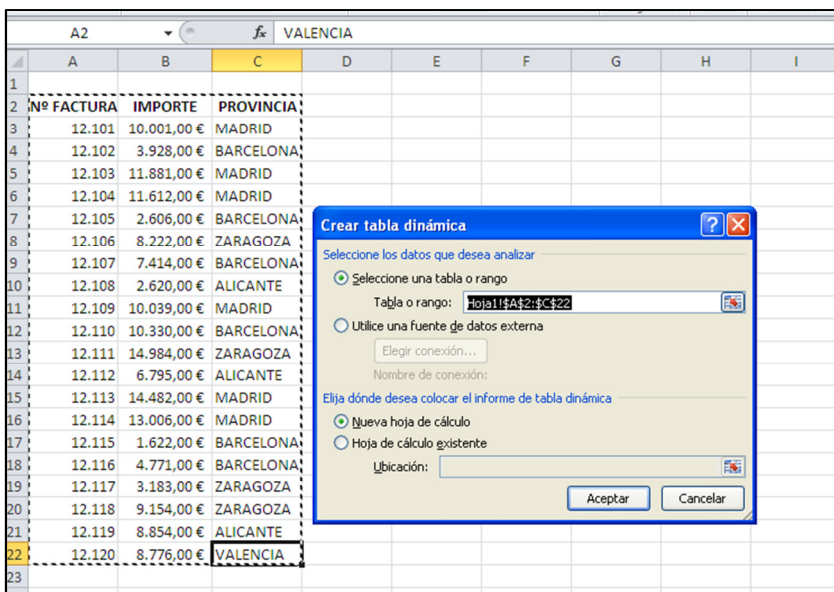 A2 fx VALENCIA
A B C D E F G H I
1
2 Nº FACTURA IMPORTE PROVINCIA
3 12.101 10.001,00 € MADRID
4 12.102 3.928,00 € BARCELONA
5 12.103 11.881,00 € MADRID
6 12.104 11.612,00 € MADRID
7 12.105 2.606,00 € BARCELONA
8 12.106 8.222,00 € ZARAGOZA
9 12.107 7.414,00 € BARCELONA
10 12.108 2.620,00 € ALICANTE
11 12.109 10.039,00 € MADRID
12 12.110 10.330,00 € BARCELONA
13 12.111 14.984,00 € ZARAGOZA
14 12.112 6.795,00 € ALICANTE
15 12.113 14.482,00 € MADRID
16 12.114 13.006,00 € MADRID
17 12.115 1.622,00 € BARCELONA
18 12.116 4.771,00 € BARCELONA
19 12.117 3.183,00 € ZARAGOZA
20 12.118 9.154,00 € ZARAGOZA
21 12.119 8.854,00 € ALICANTE
22 12.120 8.776,00 € VALENCIA
23
Crear tabla dinámica
Seleccione los datos que desea analizar
Seleccione una tabla o rango
Tabla o rango: Hoja1!$A$2:$C$22
Utilice una fuente de datos externa
Elegir conexión...
Nombre de conexión:
Elija dónde desea colocar el informe de tabla dinámica
Nueva hoja de cálculo
Hoja de cálculo existente
Ubicación:
Aceptar Cancelar